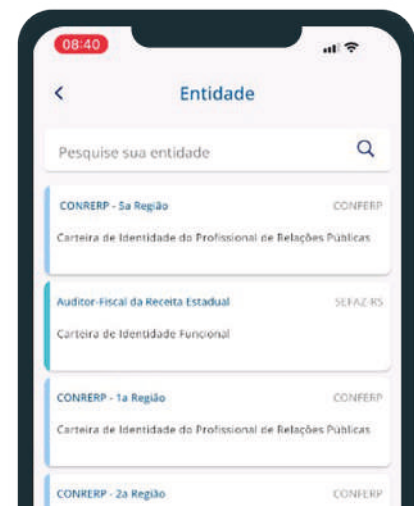 08:40
Entidade
Pesquise sua entidade
CONRERP - 5a Região CONFERP
Carteira de Identidade do Profissional de Relações Públicas
Auditor-Fiscal da Receita Estadual SEFAZ-RS
Carteira de Identidade Funcional
CONRERP - 1a Região CONFERP
Carteira de Identidade do Profissional de Relações Públicas
CONRERP - 2a Região CONFERP